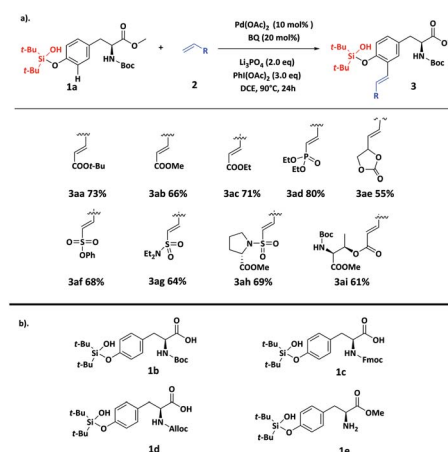 a).
Pd(OAc)2 (10 mol%)
BQ (20 mol%)
Li3PO4 (2.0 eq)
PhI(OAc)2 (3.0 eq)
DCE, 90°C, 24h
t-Bu
OH
Si
t-Bu
O
H
O
O
HN
Boc
1a
+
R
2
t-Bu
OH
Si
t-Bu
O
R
O
O
HN
Boc
3
COOt-Bu
COOMe
COOEt
EtO
P
O
EtO
O
O
O
3aa 73%
3ab 66%
3ac 71%
3ad 80%
3ae 55%
O
S
O
OPh
O
S
O
Et2N
N
O
S
O
COOMe
Boc
HN
O
O
COOMe
3af 68%
3ag 64%
3ah 69%
3ai 61%
b).
t-Bu
OH
Si
t-Bu
O
O
OH
HN
Boc
1b
t-Bu
OH
Si
t-Bu
O
O
OH
HN
Fmoc
1c
t-Bu
OH
Si
t-Bu
O
O
OH
HN
Alloc
1d
t-Bu
OH
Si
t-Bu
O
O
OMe
NH2
1e